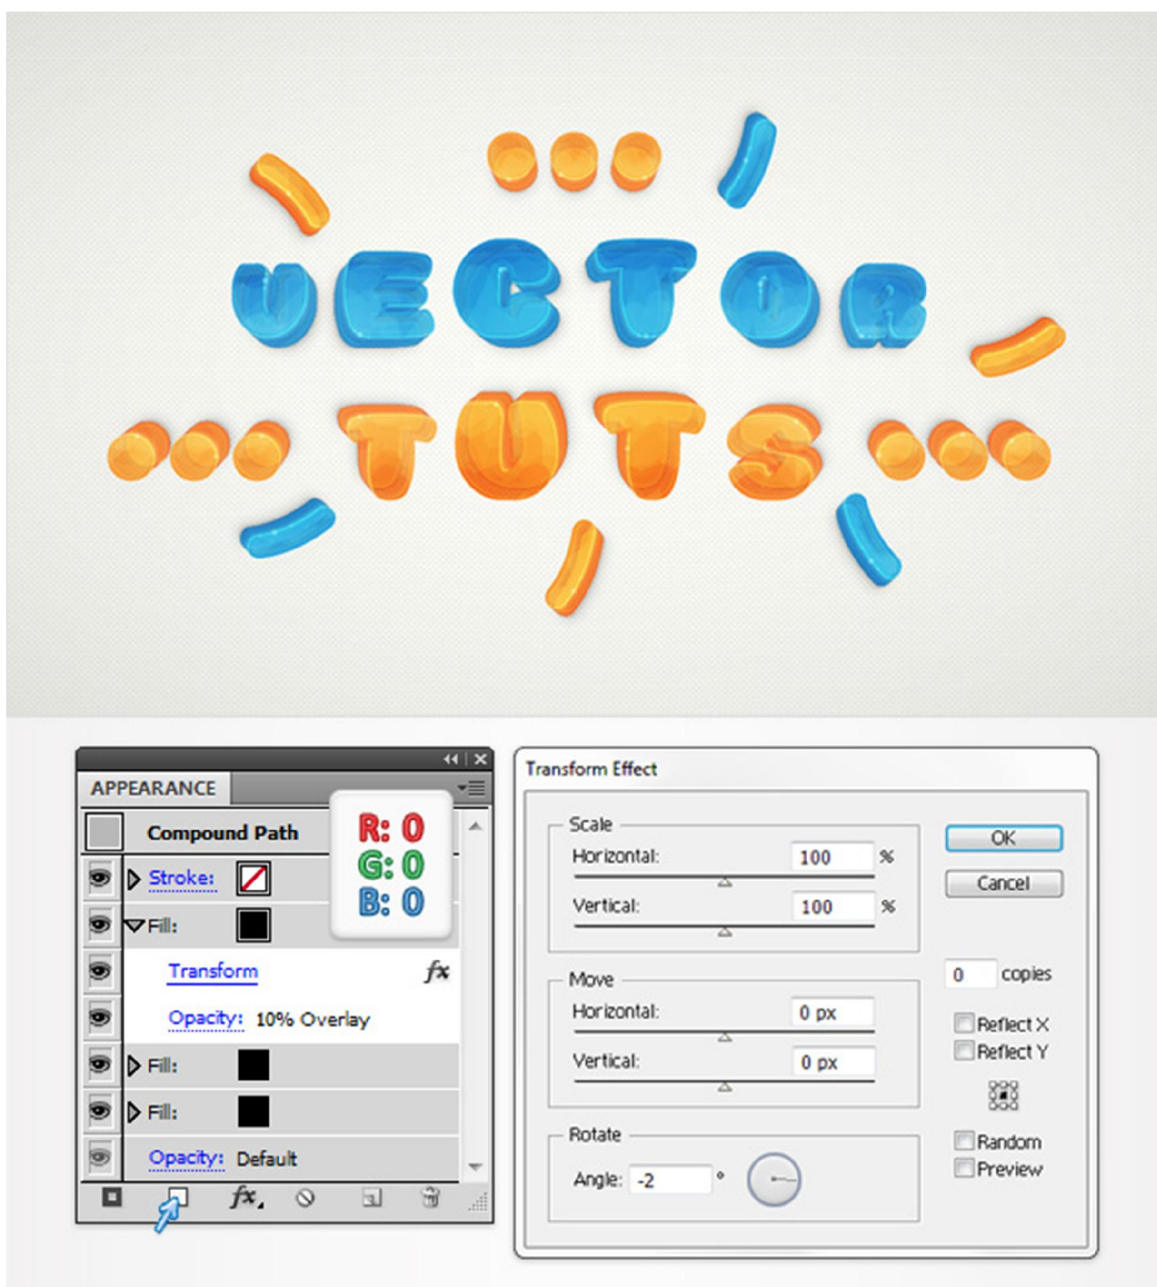 VECTOR
TUTS
APPEARANCE
Compound Path
R: 0
G: 0
B: 0
Stroke:
Fill:
Transform fx
Opacity: 10% Overlay
Fill:
Fill:
Opacity: Default
fx.
Transform Effect
Scale
Horizontal: 100 %
Vertical: 100 %
Move
Horizontal: 0 px
Vertical: 0 px
Rotate
Angle: -2 °
OK
Cancel
0 copies
Reflect X
Reflect Y
Random
Preview